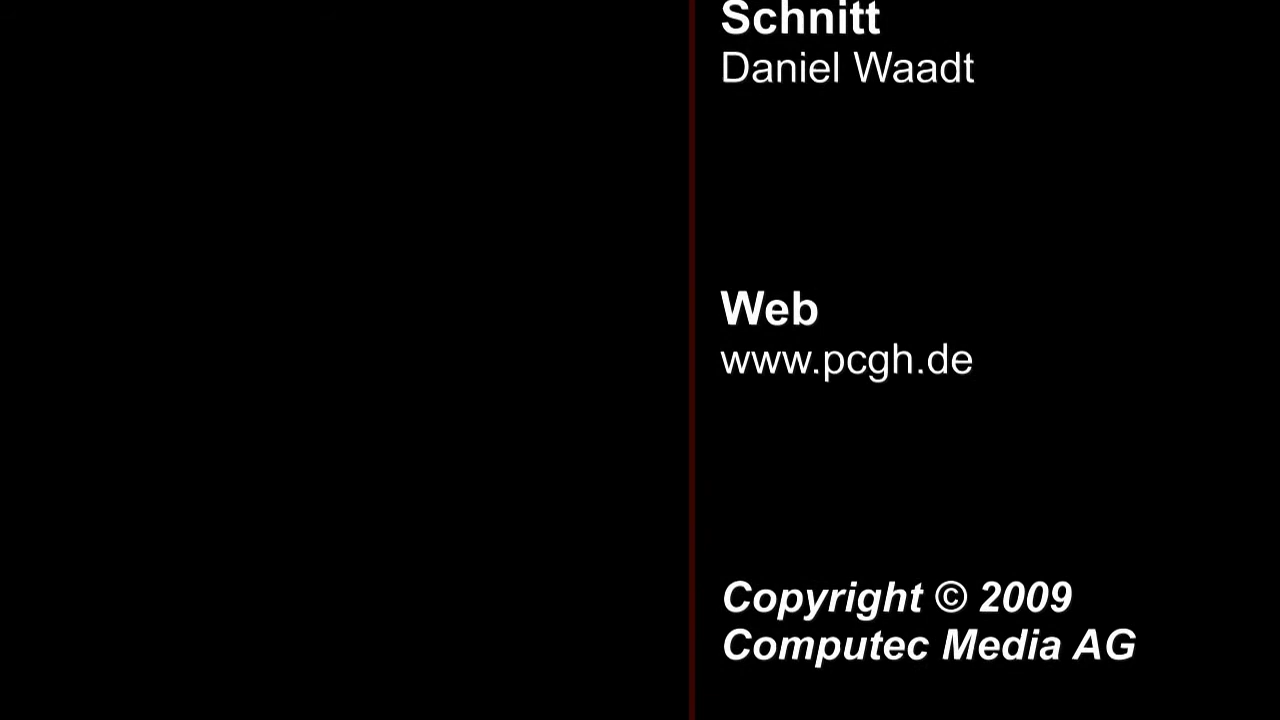 Schnitt
Daniel Waadt
Web
www.pcgh.de
Copyright © 2009
Computec Media AG